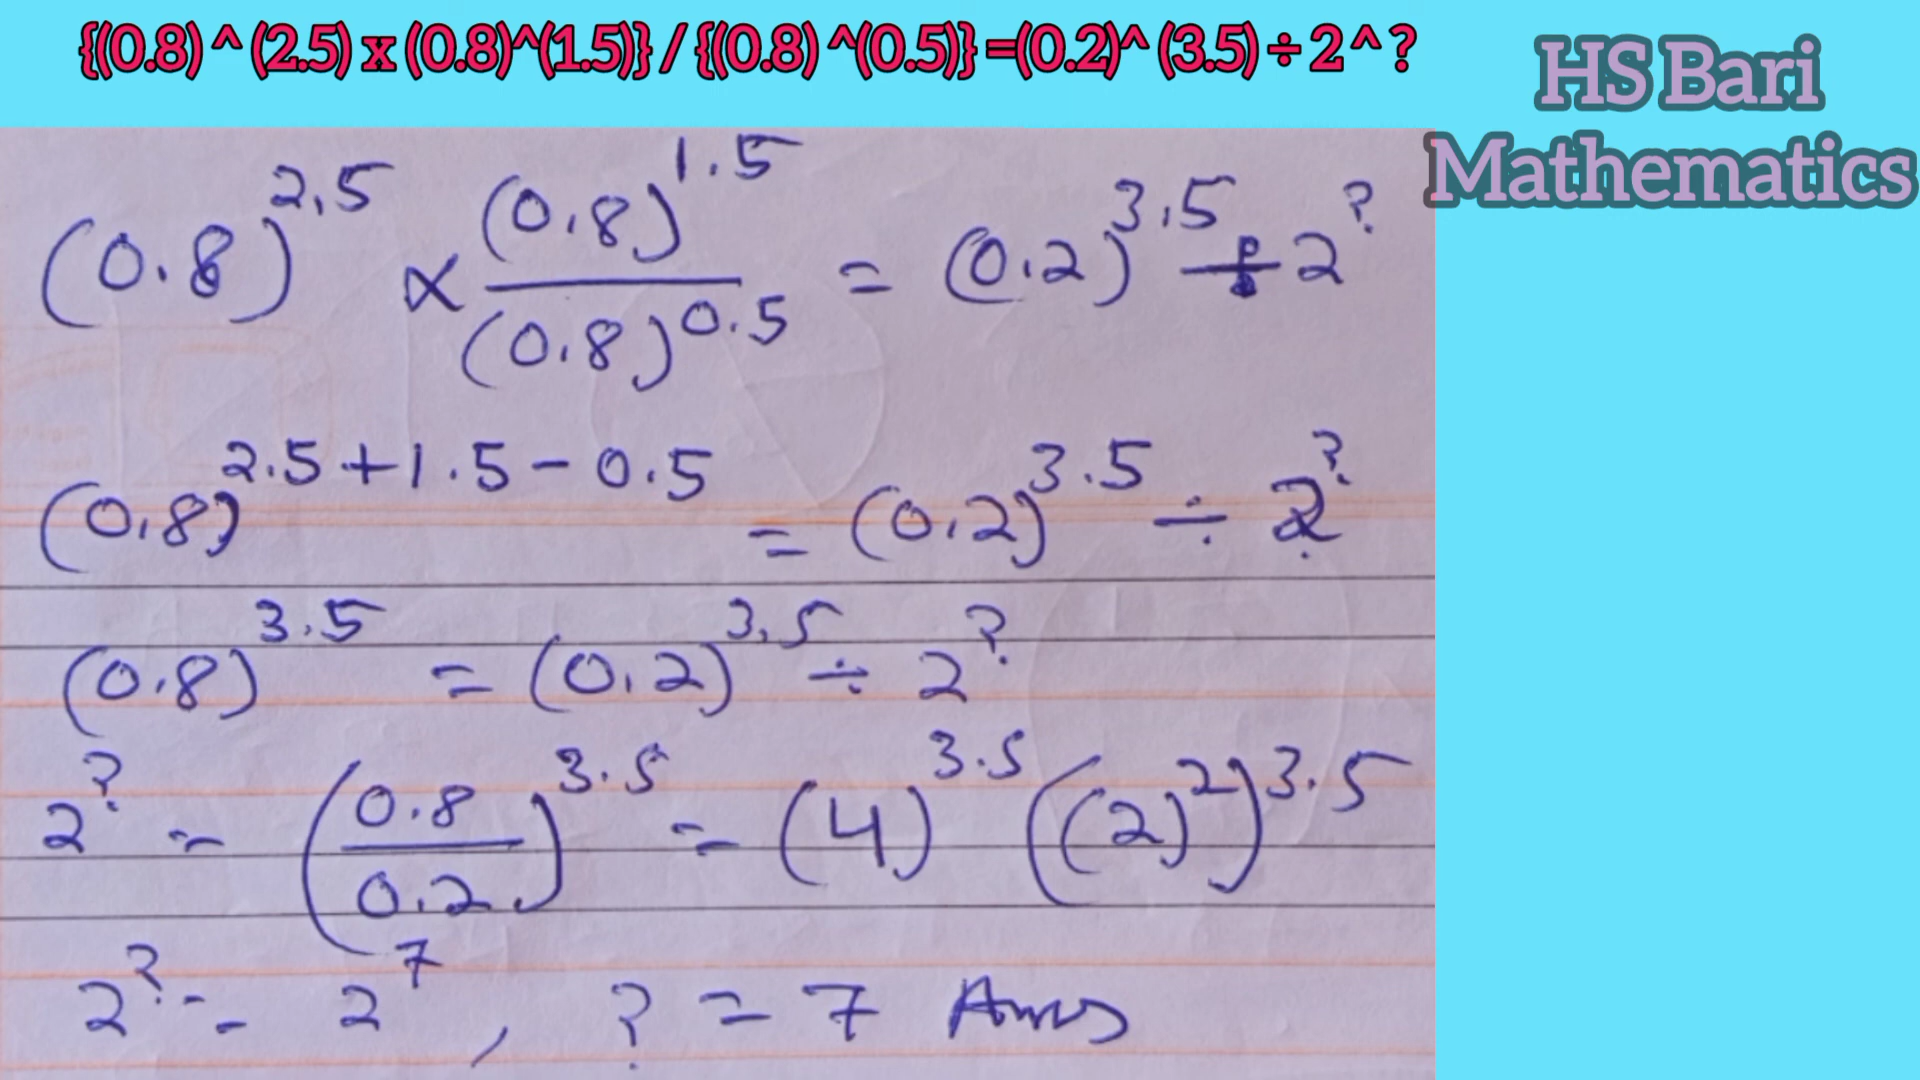 {(0.8) ^ (2.5) x (0.8)^(1.5)} / {(0.8) ^(0.5)} =(0.2)^ (3.5) ÷ 2 ^ ?
HS Bari
Mathematics
(0.8)^2.5 × (0.8)^1.5 / (0.8)^0.5 = (0.2)^3.5 ÷ 2^?
(0.8)^2.5+1.5-0.5 = (0.2)^3.5 ÷ 2^?
(0.8)^3.5 = (0.2)^3.5 ÷ 2^?
2^? = (0.8/0.2)^3.5 = (4)^3.5 ((2)^2)^3.5
2^? = 2^7, ? = 7 Ans